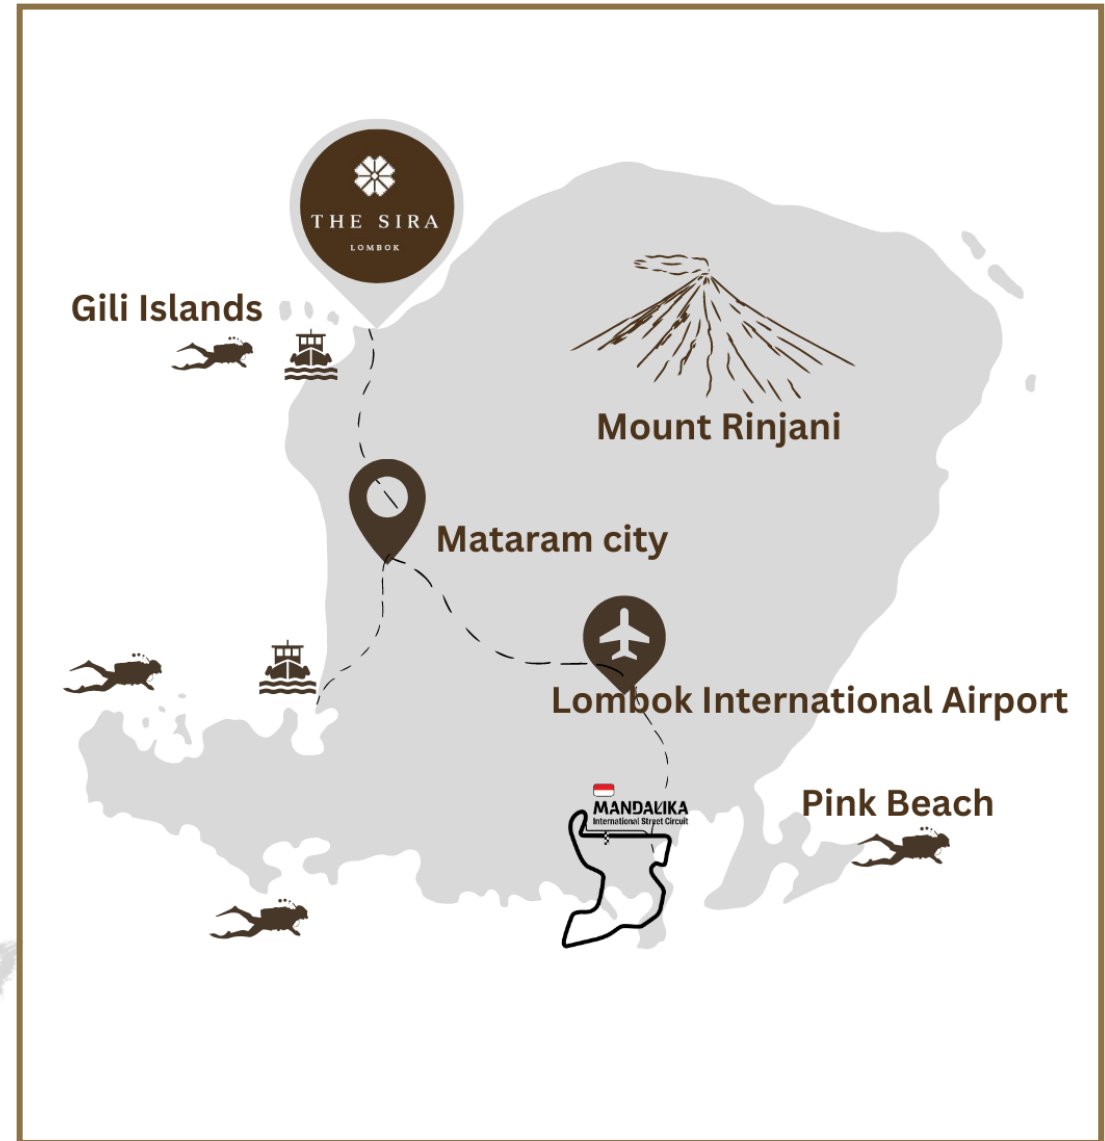 THE SIRA
LOMBOK
Gili Islands
Mount Rinjani
Mataram city
Lombok International Airport
MANDALIKA
International Street Circuit
Pink Beach